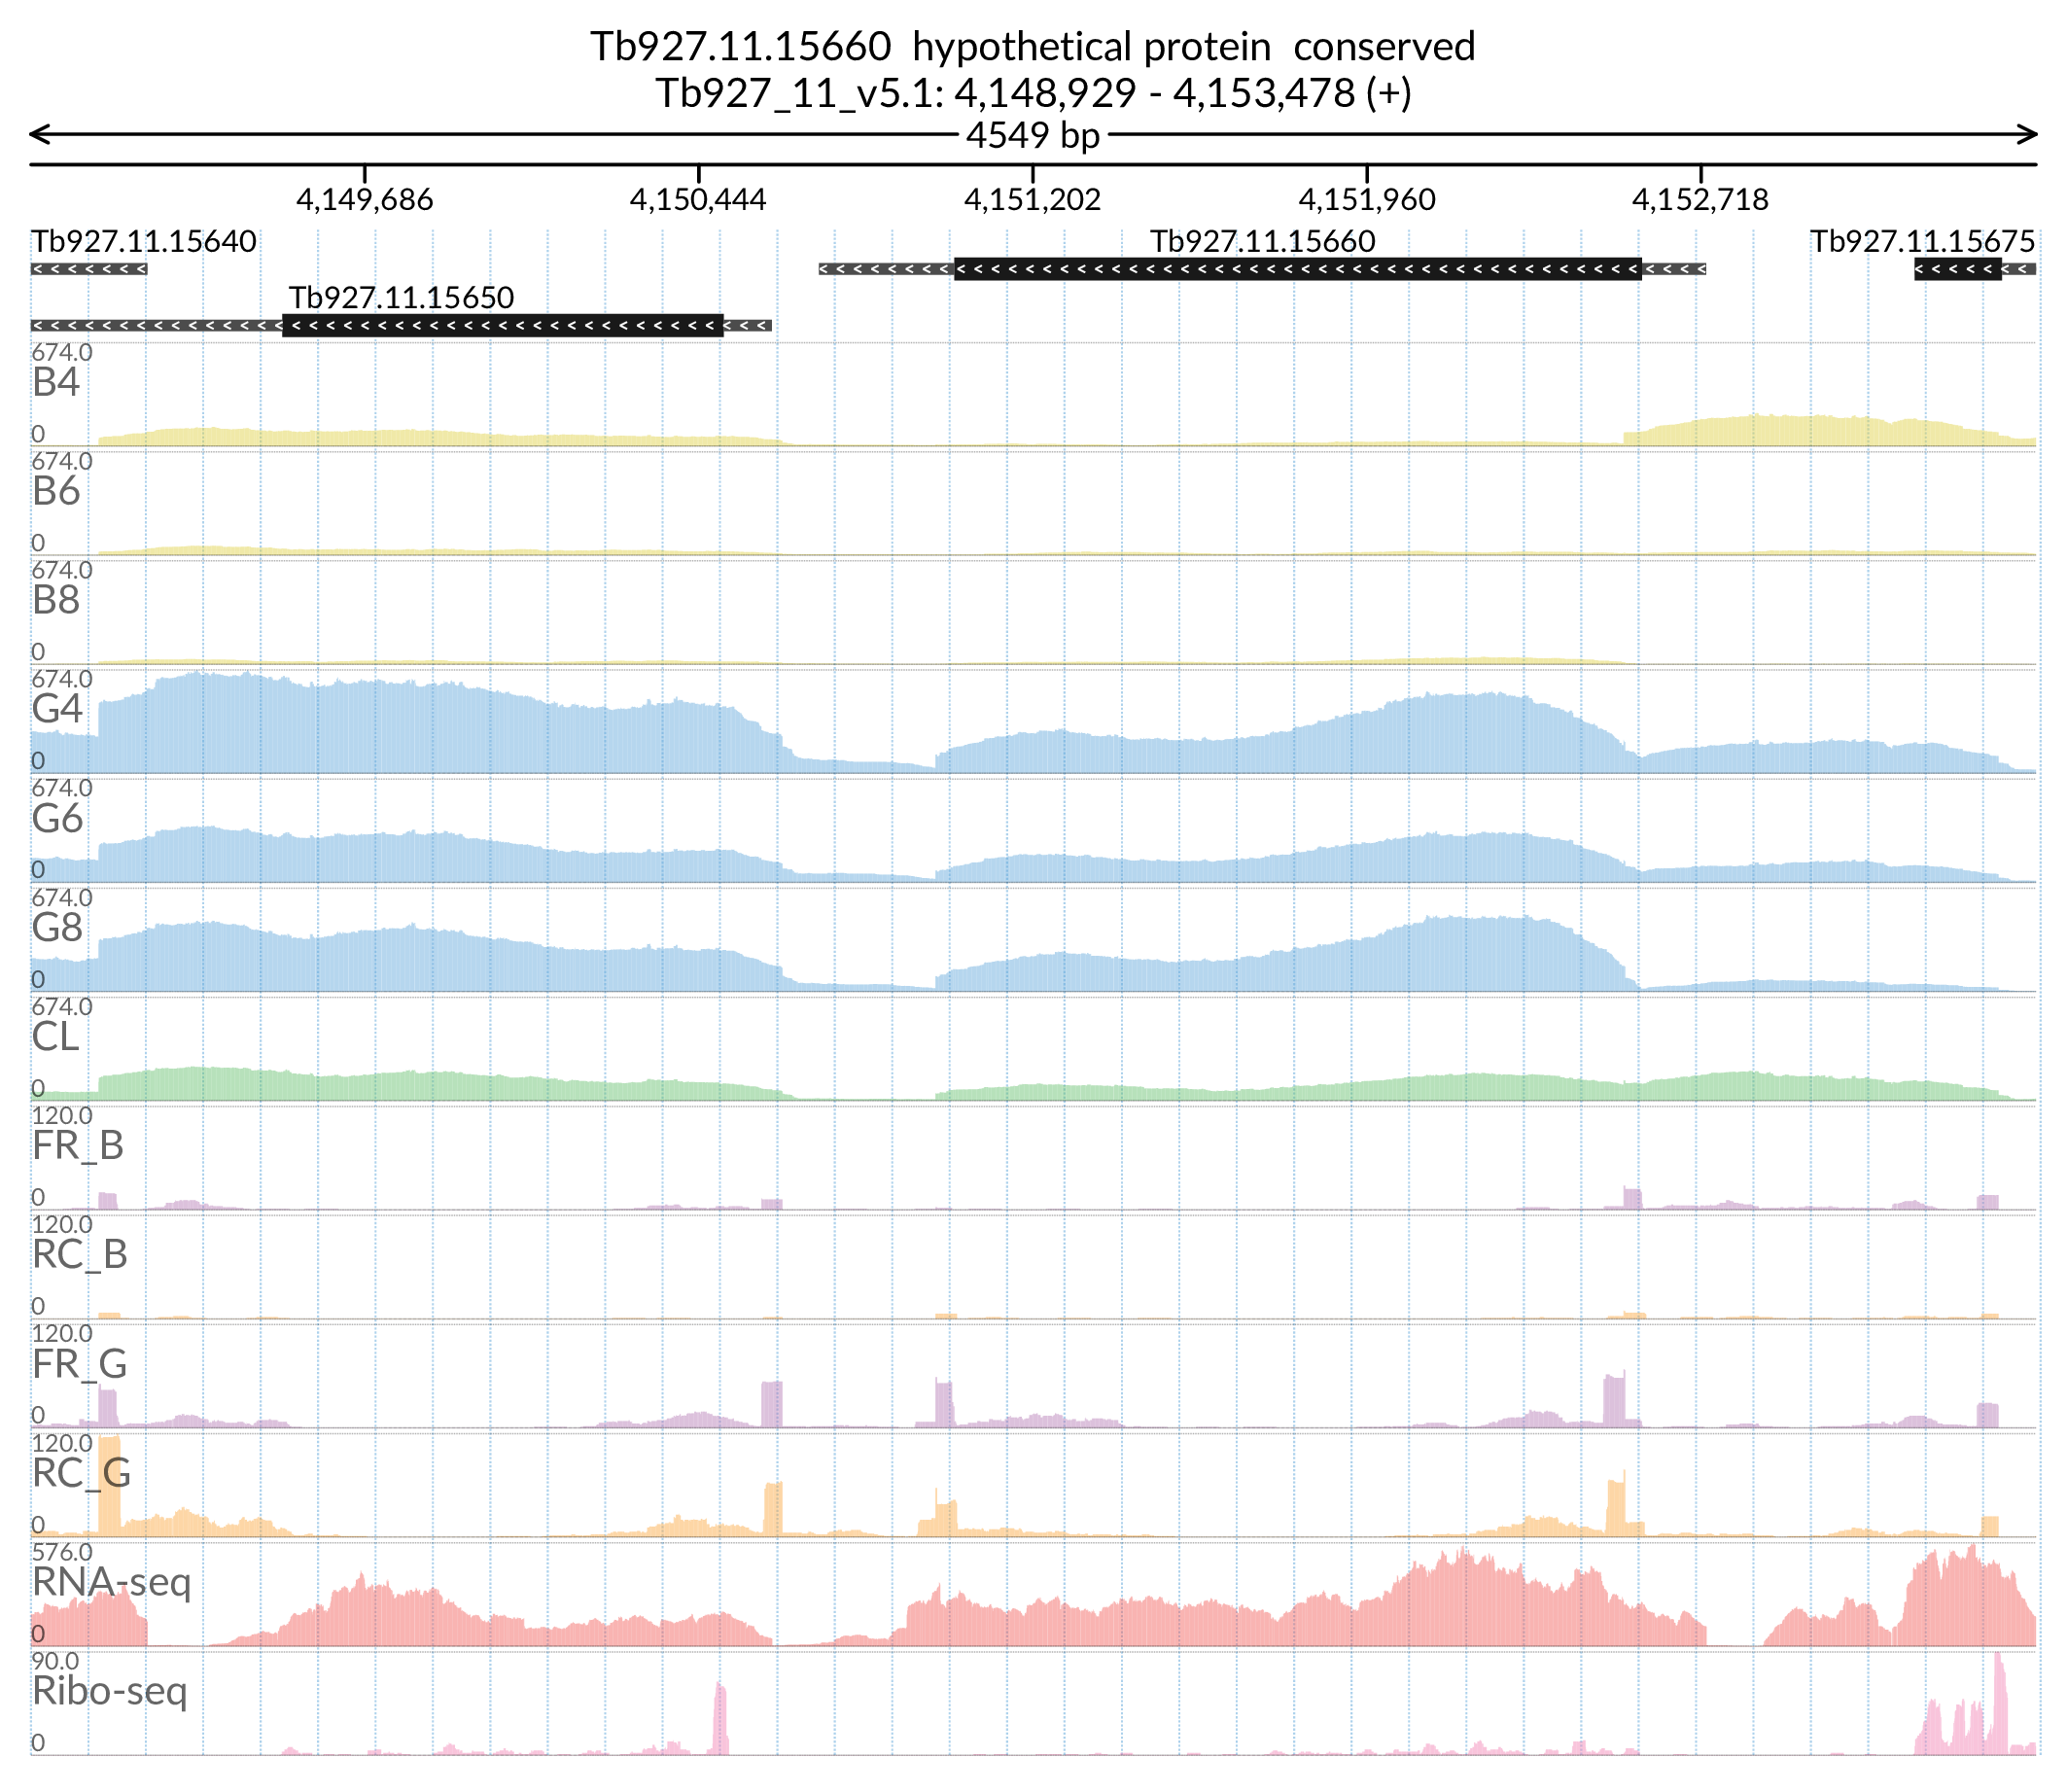 Tb927.11.15660  hypothetical protein  conserved
Tb927_11_v5.1: 4,148,929 - 4,153,478 (+)
4549 bp
4,149,686 4,150,444 4,151,202 4,151,960 4,152,718
Tb927.11.15640 Tb927.11.15660 Tb927.11.15675
Tb927.11.15650
674.0
B4
0
674.0
B6
0
674.0
B8
0
674.0
G4
0
674.0
G6
0
674.0
G8
0
674.0
CL
0
120.0
FR_B
0
120.0
RC_B
0
120.0
FR_G
0
120.0
RC_G
0
576.0
RNA-seq
0
90.0
Ribo-seq
0